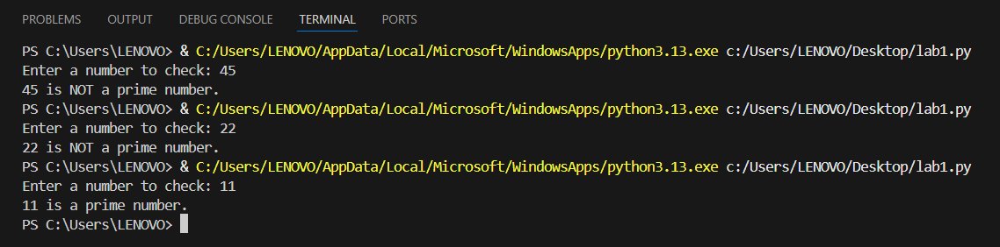 PROBLEMS OUTPUT DEBUG CONSOLE TERMINAL PORTS
PS C:\Users\LENOVO> & C:/Users/LENOVO/AppData/Local/Microsoft/WindowsApps/python3.13.exe c:/Users/LENOVO/Desktop/lab1.py
Enter a number to check: 45
45 is NOT a prime number.
PS C:\Users\LENOVO> & C:/Users/LENOVO/AppData/Local/Microsoft/WindowsApps/python3.13.exe c:/Users/LENOVO/Desktop/lab1.py
Enter a number to check: 22
22 is NOT a prime number.
PS C:\Users\LENOVO> & C:/Users/LENOVO/AppData/Local/Microsoft/WindowsApps/python3.13.exe c:/Users/LENOVO/Desktop/lab1.py
Enter a number to check: 11
11 is a prime number.
PS C:\Users\LENOVO>